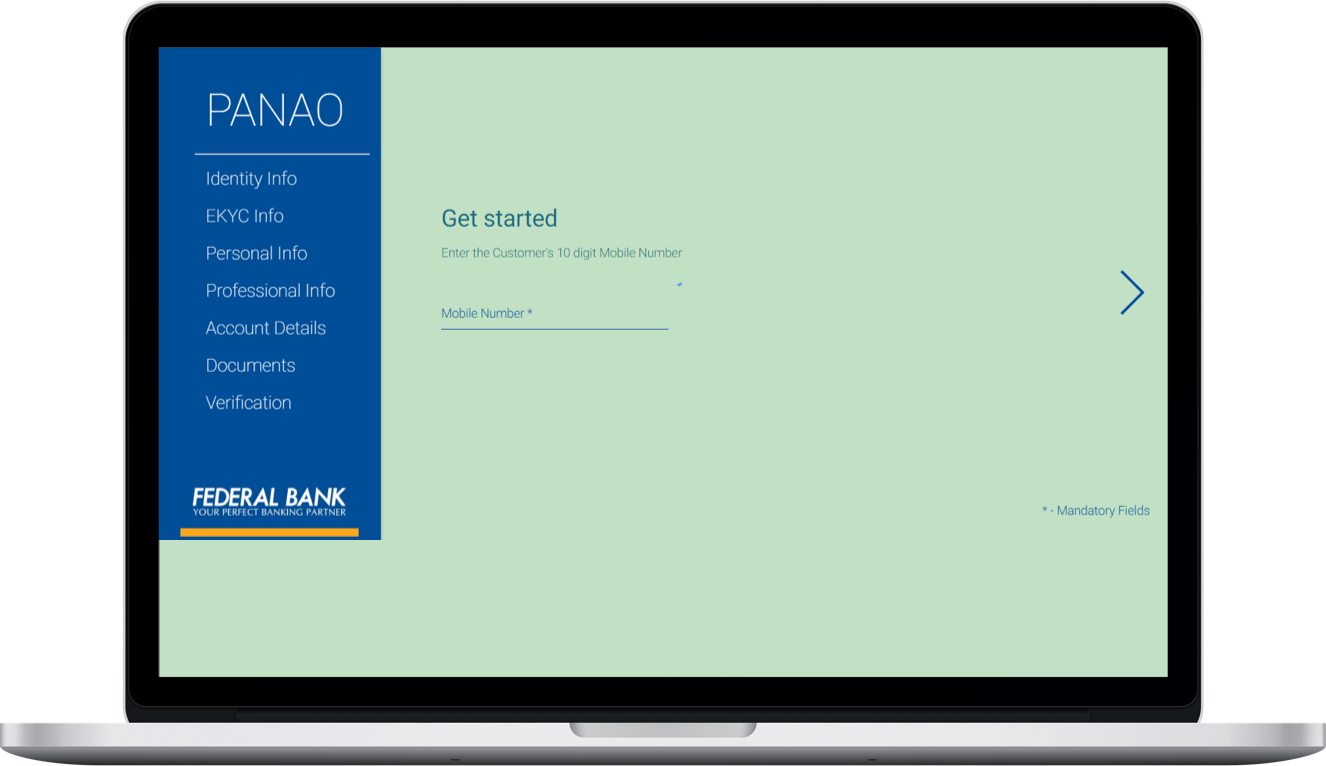 PANAO
Identity Info
EKYC Info
Personal Info
Professional Info
Account Details
Documents
Verification
FEDERAL BANK
YOUR PERFECT BANKING PARTNER
Get started
Enter the Customer's 10 digit Mobile Number
Mobile Number *
* - Mandatory Fields